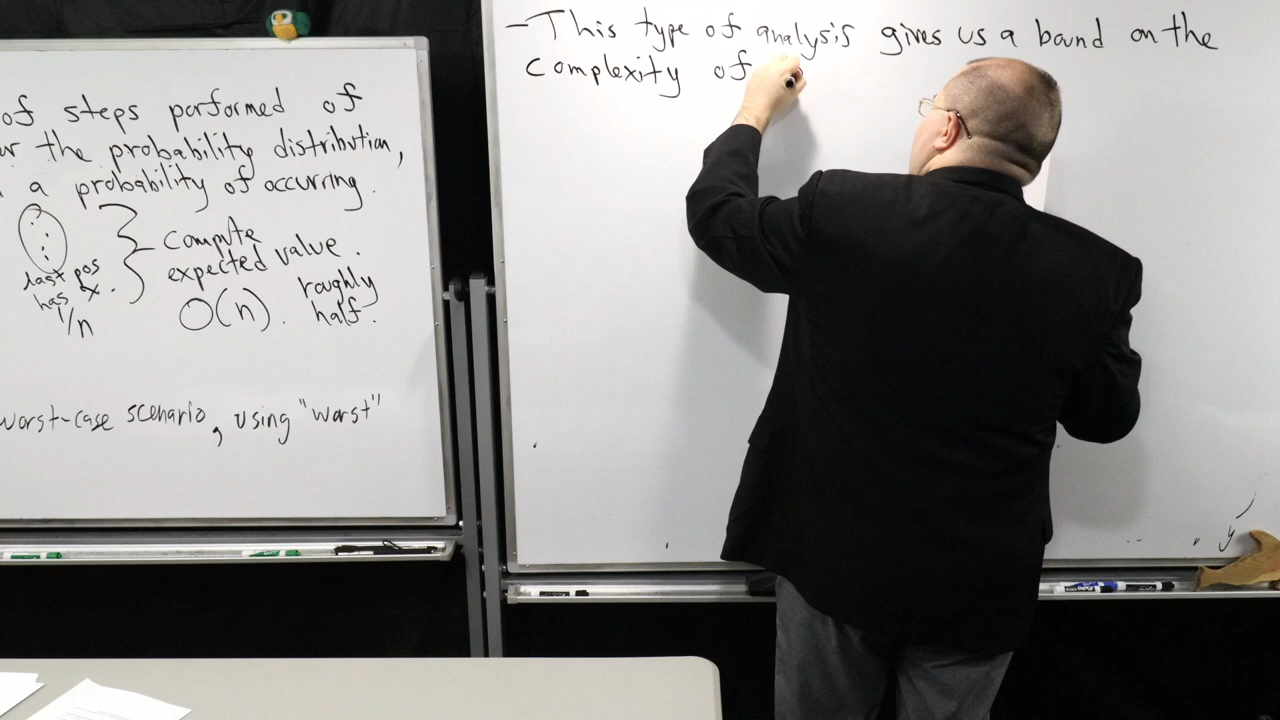 of steps performed of
er the probability distribution,
a probability of occurring.
compute
expected value.
last pos
has x.
1/n
O(n). roughly
half.
worst-case scenario, using "worst"
- This type of analysis gives us a bound on the
complexity of
y